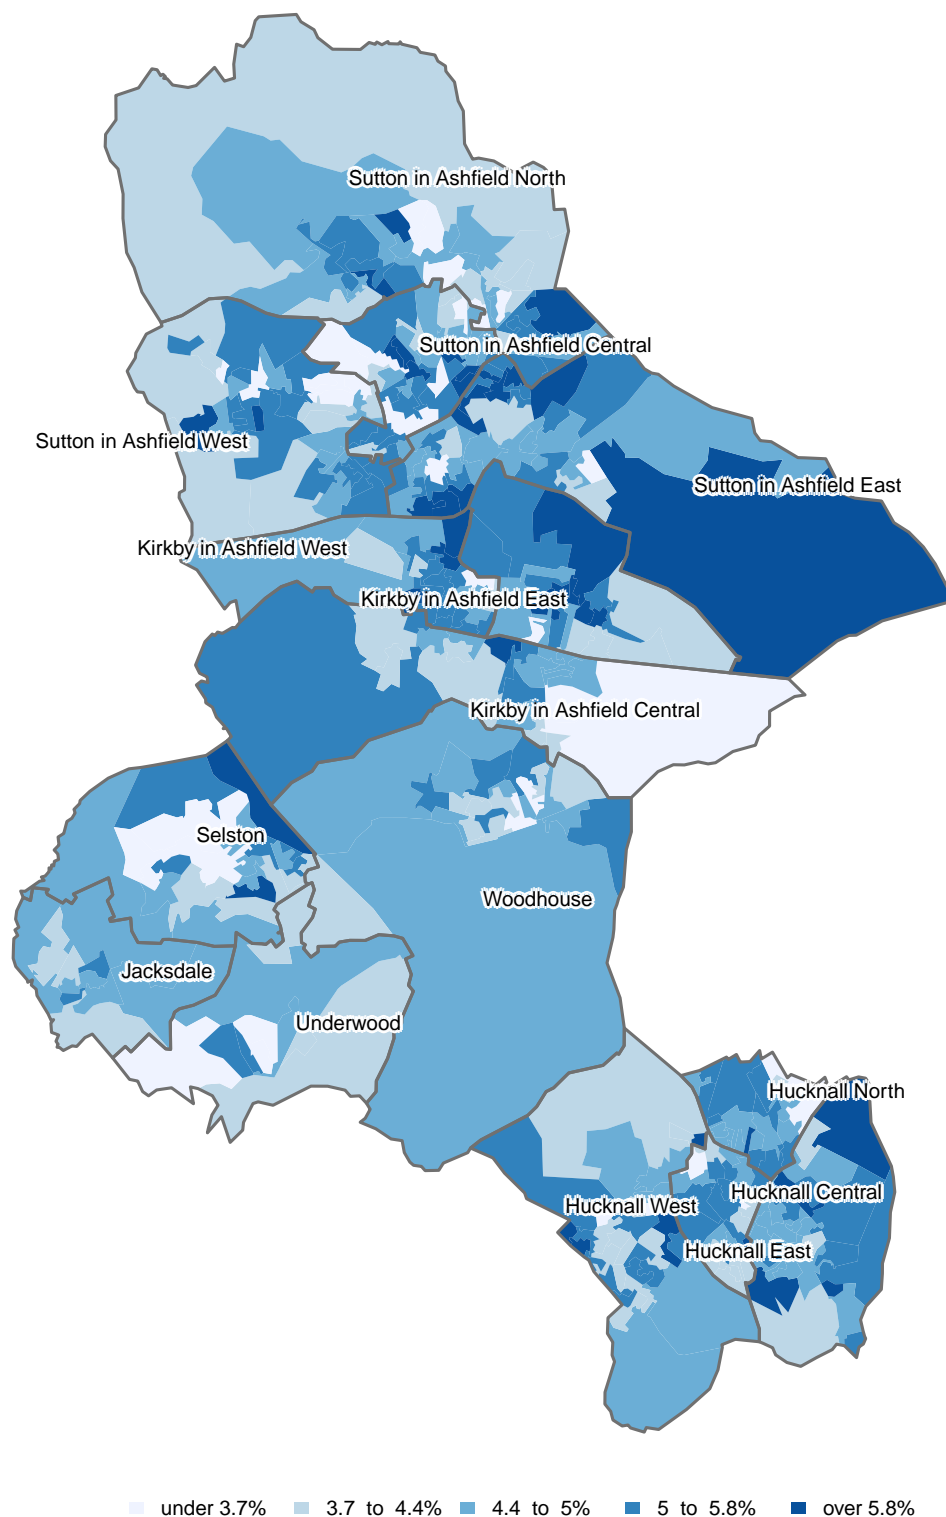 Sutton in Ashfield North
Sutton in Ashfield Central
Sutton in Ashfield West
Sutton in Ashfield East
Kirkby in Ashfield West
Kirkby in Ashfield East
Kirkby in Ashfield Central
Selston
Woodhouse
Jacksdale
Underwood
Hucknall North
Hucknall Central
Hucknall West
Hucknall East
under 3.7% 3.7 to 4.4% 4.4 to 5% 5 to 5.8% over 5.8%